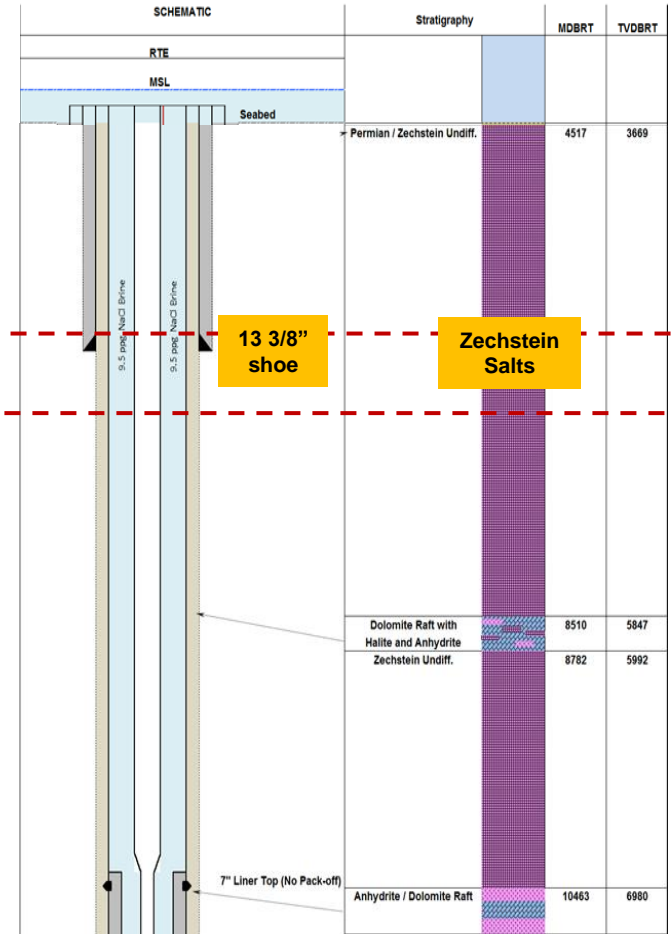 SCHEMATIC
Stratigraphy
MDBRT
TVDBRT
RTE
MSL
Seabed
Permian / Zechstein Undiff.
4517
3669
9.5 ppg NaCl Brine
9.5 ppg NaCl Brine
13 3/8”
shoe
Zechstein
Salts
Dolomite Raft with
Halite and Anhydrite
8510
5847
Zechstein Undiff.
8782
5992
7" Liner Top (No Pack-off)
Anhydrite / Dolomite Raft
10463
6980